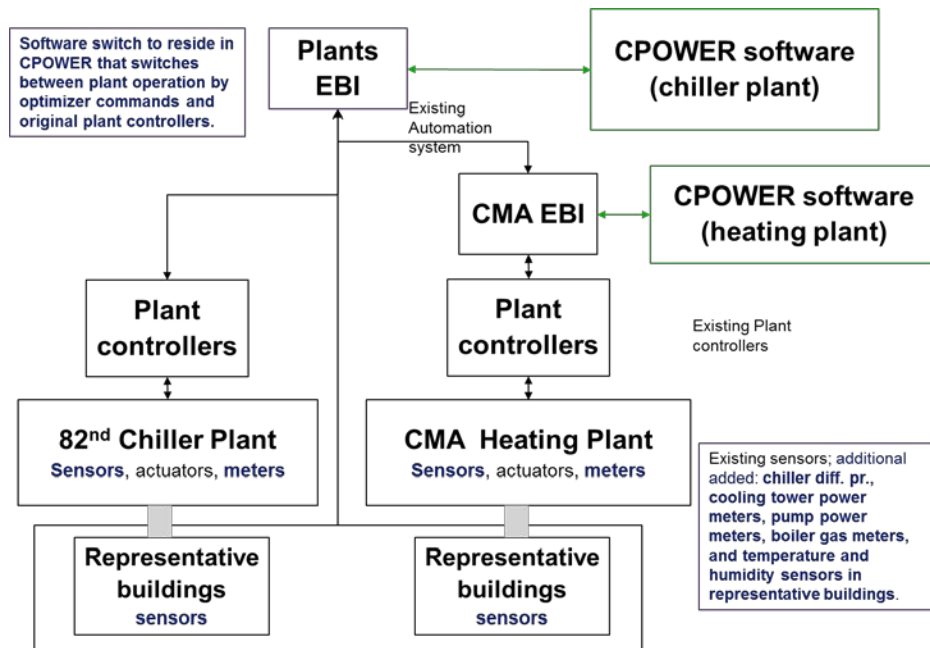 Software switch to reside in
CPOWER that switches
between plant operation by
optimizer commands and
original plant controllers.
Plants
EBI
CPOWER software
(chiller plant)
Existing
Automation
system
CMA EBI
CPOWER software
(heating plant)
Plant
controllers
Plant
controllers
Existing Plant
controllers
82nd Chiller Plant
Sensors, actuators, meters
CMA Heating Plant
Sensors, actuators, meters
Existing sensors; additional
added: chiller diff. pr.,
cooling tower power
meters, pump power
meters, boiler gas meters,
and temperature and
humidity sensors in
representative buildings.
Representative
buildings
sensors
Representative
buildings
sensors